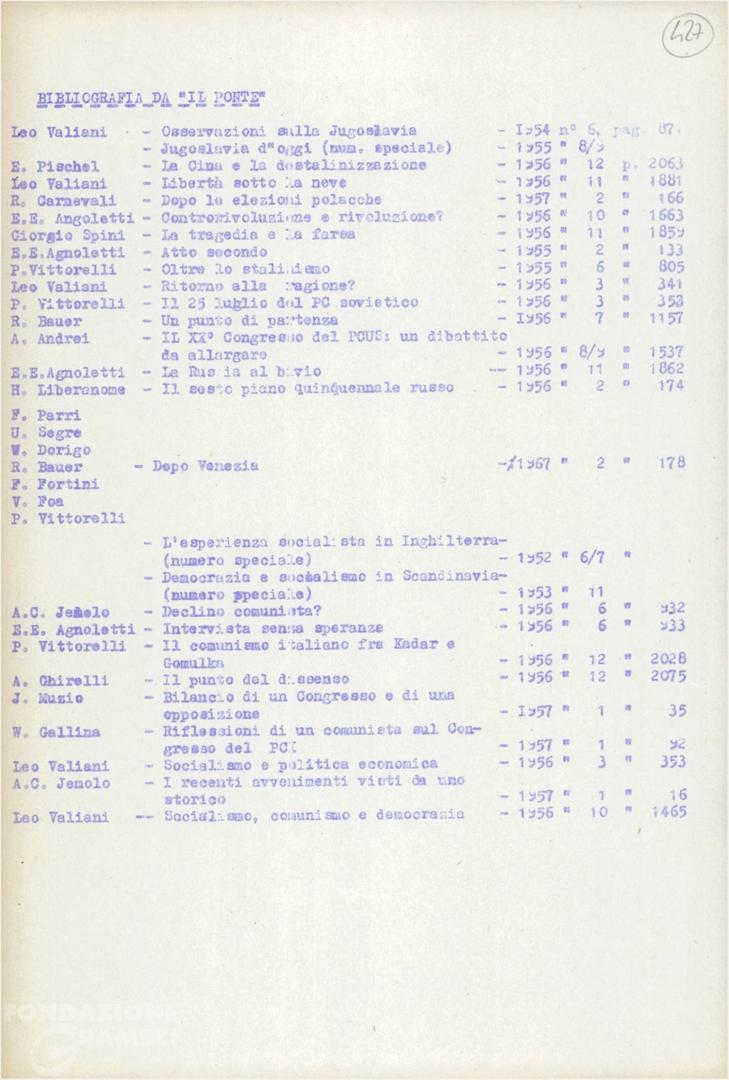 427
BIBLIOGRAFIA DA "IL PONTE"
Leo Valiani - Osservazioni sulla Jugoslavia - I954 n° 6, pag. 87
- Jugoslavia d"oggi (num. speciale) - 1955 " 8/9
E. Pischel - La Cina e la destalinizzazione - 1956 " 12 p. 2063
Leo Valiani - Libertà sotto la neve - 1956 " 11 " 1881
R. Carnevali - Dopo le elezioni polacche - 1957 " 2 " 166
E.E. Angoletti - Controrivoluzione e rivoluzione? - 1956 " 10 " 1663
Giorgio Spini - La tragedia e la farsa - 1956 " 11 " 1859
E.E.Agnoletti - Atto secondo - 1965 " 2 " 133
P.Vittorelli - Oltre lo stalinismo - 1955 " 6 " 805
Leo Valiani - Ritorno alla ragione? - 1956 " 3 " 341
P. Vittorelli - Il 25 luglio del PC sovietico - 1956 " 3 " 353
R. Bauer - Un punto di partenza - I956 " 7 " 1157
A. Andrei - IL XX° Congresso del PCUS: un dibattito
da allargare - 1956 " 8/9 " 1537
E.E.Agnoletti - La Russia al bivio -- 1956 " 11 " 1862
H. Liberanome - Il sesto piano quinquennale russo - 1956 " 2 " 174
F. Parri
U. Segre
W. Dorigo
R. Bauer - Dopo Venezia - 1967 " 2 " 178
F. Fortini
V. Foa
P. Vittorelli
- L'esperienza socialista in Inghilterra-
(numero speciale) - 1952 " 6/7 "
- Democrazia e socialismo in Scandinavia-
(numero speciale) - 1953 " 11
A.C. Jemolo - Declino comunista? - 1956 " 6 " 932
E.E. Agnoletti - Intervista senza speranze - 1956 " 6 " 933
P. Vittorelli - Il comunismo italiano fra Kadar e
Gomulka - 1956 " 12 " 2028
A. Ghirelli - Il punto del dissenso - 1956 " 12 " 2075
J. Muzio - Bilancio di un Congresso e di una
opposizione - I957 " 1 " 35
W. Gallina - Riflessioni di un comunista sul Con-
gresso del PCI - 1957 " 1 " 92
Leo Valiani - Socialismo e politica economica - 1956 " 3 " 353
A.C. Jemolo - I recenti avvenimenti visti da uno
storico - 1957 " 1 " 16
Leo Valiani -- Socialismo, comunismo e democrazia - 1956 " 10 " 1465
FONDAZIONE
GRAMSCI